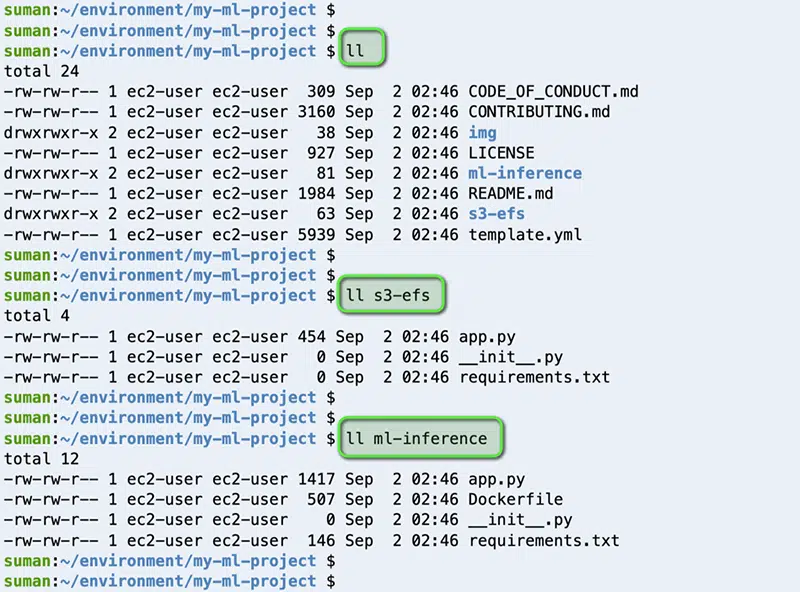 suman:~/environment/my-ml-project $
suman:~/environment/my-ml-project $
suman:~/environment/my-ml-project $ ll
total 24
-rw-rw-r-- 1 ec2-user ec2-user  309 Sep  2 02:46 CODE_OF_CONDUCT.md
-rw-rw-r-- 1 ec2-user ec2-user 3160 Sep  2 02:46 CONTRIBUTING.md
drwxrwxr-x 2 ec2-user ec2-user   38 Sep  2 02:46 img
-rw-rw-r-- 1 ec2-user ec2-user  927 Sep  2 02:46 LICENSE
drwxrwxr-x 2 ec2-user ec2-user   81 Sep  2 02:46 ml-inference
-rw-rw-r-- 1 ec2-user ec2-user 1984 Sep  2 02:46 README.md
drwxrwxr-x 2 ec2-user ec2-user   63 Sep  2 02:46 s3-efs
-rw-rw-r-- 1 ec2-user ec2-user 5939 Sep  2 02:46 template.yml
suman:~/environment/my-ml-project $
suman:~/environment/my-ml-project $
suman:~/environment/my-ml-project $ ll s3-efs
total 4
-rw-rw-r-- 1 ec2-user ec2-user 454 Sep  2 02:46 app.py
-rw-rw-r-- 1 ec2-user ec2-user   0 Sep  2 02:46 __init__.py
-rw-rw-r-- 1 ec2-user ec2-user   0 Sep  2 02:46 requirements.txt
suman:~/environment/my-ml-project $
suman:~/environment/my-ml-project $
suman:~/environment/my-ml-project $ ll ml-inference
total 12
-rw-rw-r-- 1 ec2-user ec2-user 1417 Sep  2 02:46 app.py
-rw-rw-r-- 1 ec2-user ec2-user  507 Sep  2 02:46 Dockerfile
-rw-rw-r-- 1 ec2-user ec2-user    0 Sep  2 02:46 __init__.py
-rw-rw-r-- 1 ec2-user ec2-user  146 Sep  2 02:46 requirements.txt
suman:~/environment/my-ml-project $
suman:~/environment/my-ml-project $